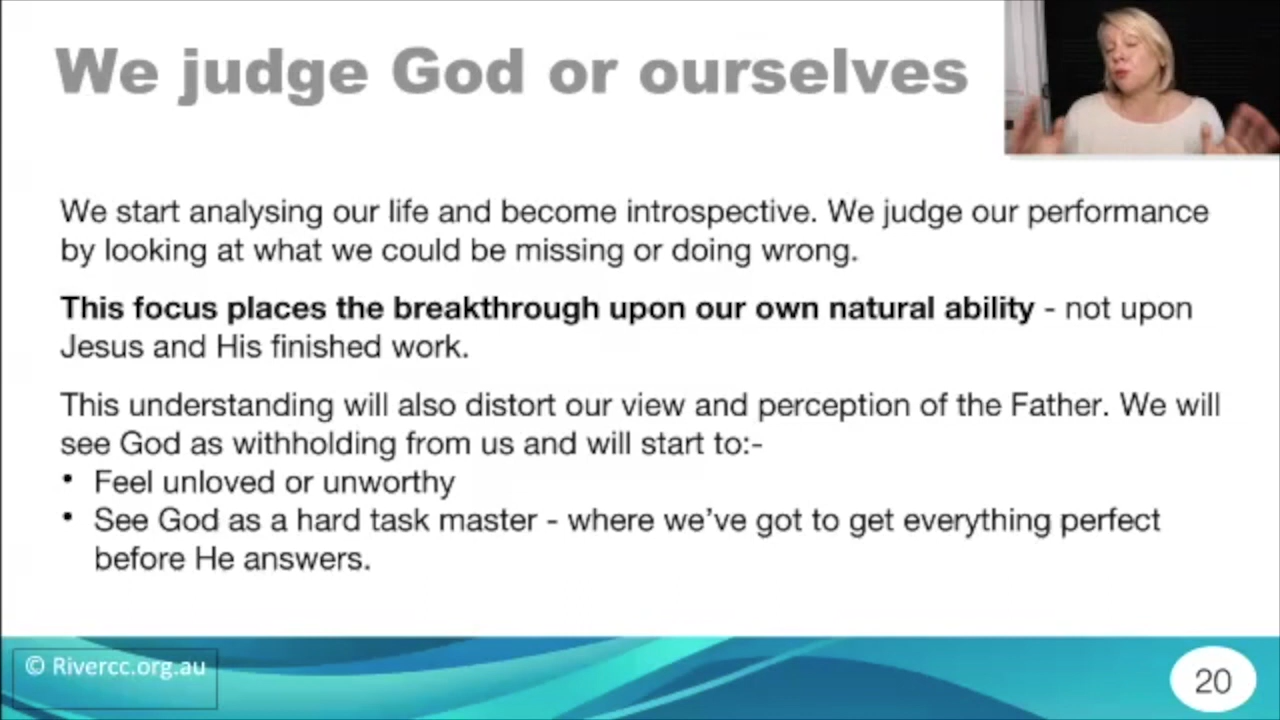 We judge God or ourselves
We start analysing our life and become introspective. We judge our performance
by looking at what we could be missing or doing wrong.
This focus places the breakthrough upon our own natural ability - not upon
Jesus and His finished work.
This understanding will also distort our view and perception of the Father. We will
see God as withholding from us and will start to:-
• Feel unloved or unworthy
• See God as a hard task master - where we’ve got to get everything perfect
before He answers.
© Rivercc.org.au
20